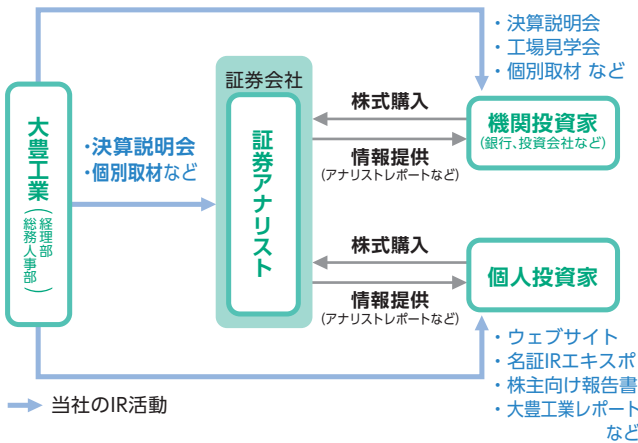 ・決算説明会
・工場見学会
・個別取材 など
証券会社
大豊工業
（経理部
総務人事部）
・決算説明会
・個別取材など
証券アナリスト
株式購入
情報提供
(アナリストレポートなど)
機関投資家
(銀行、投資会社など)
株式購入
情報提供
(アナリストレポートなど)
個人投資家
・ウェブサイト
・名証IRエキスポ
・株主向け報告書
・大豊工業レポート
など
当社のIR活動